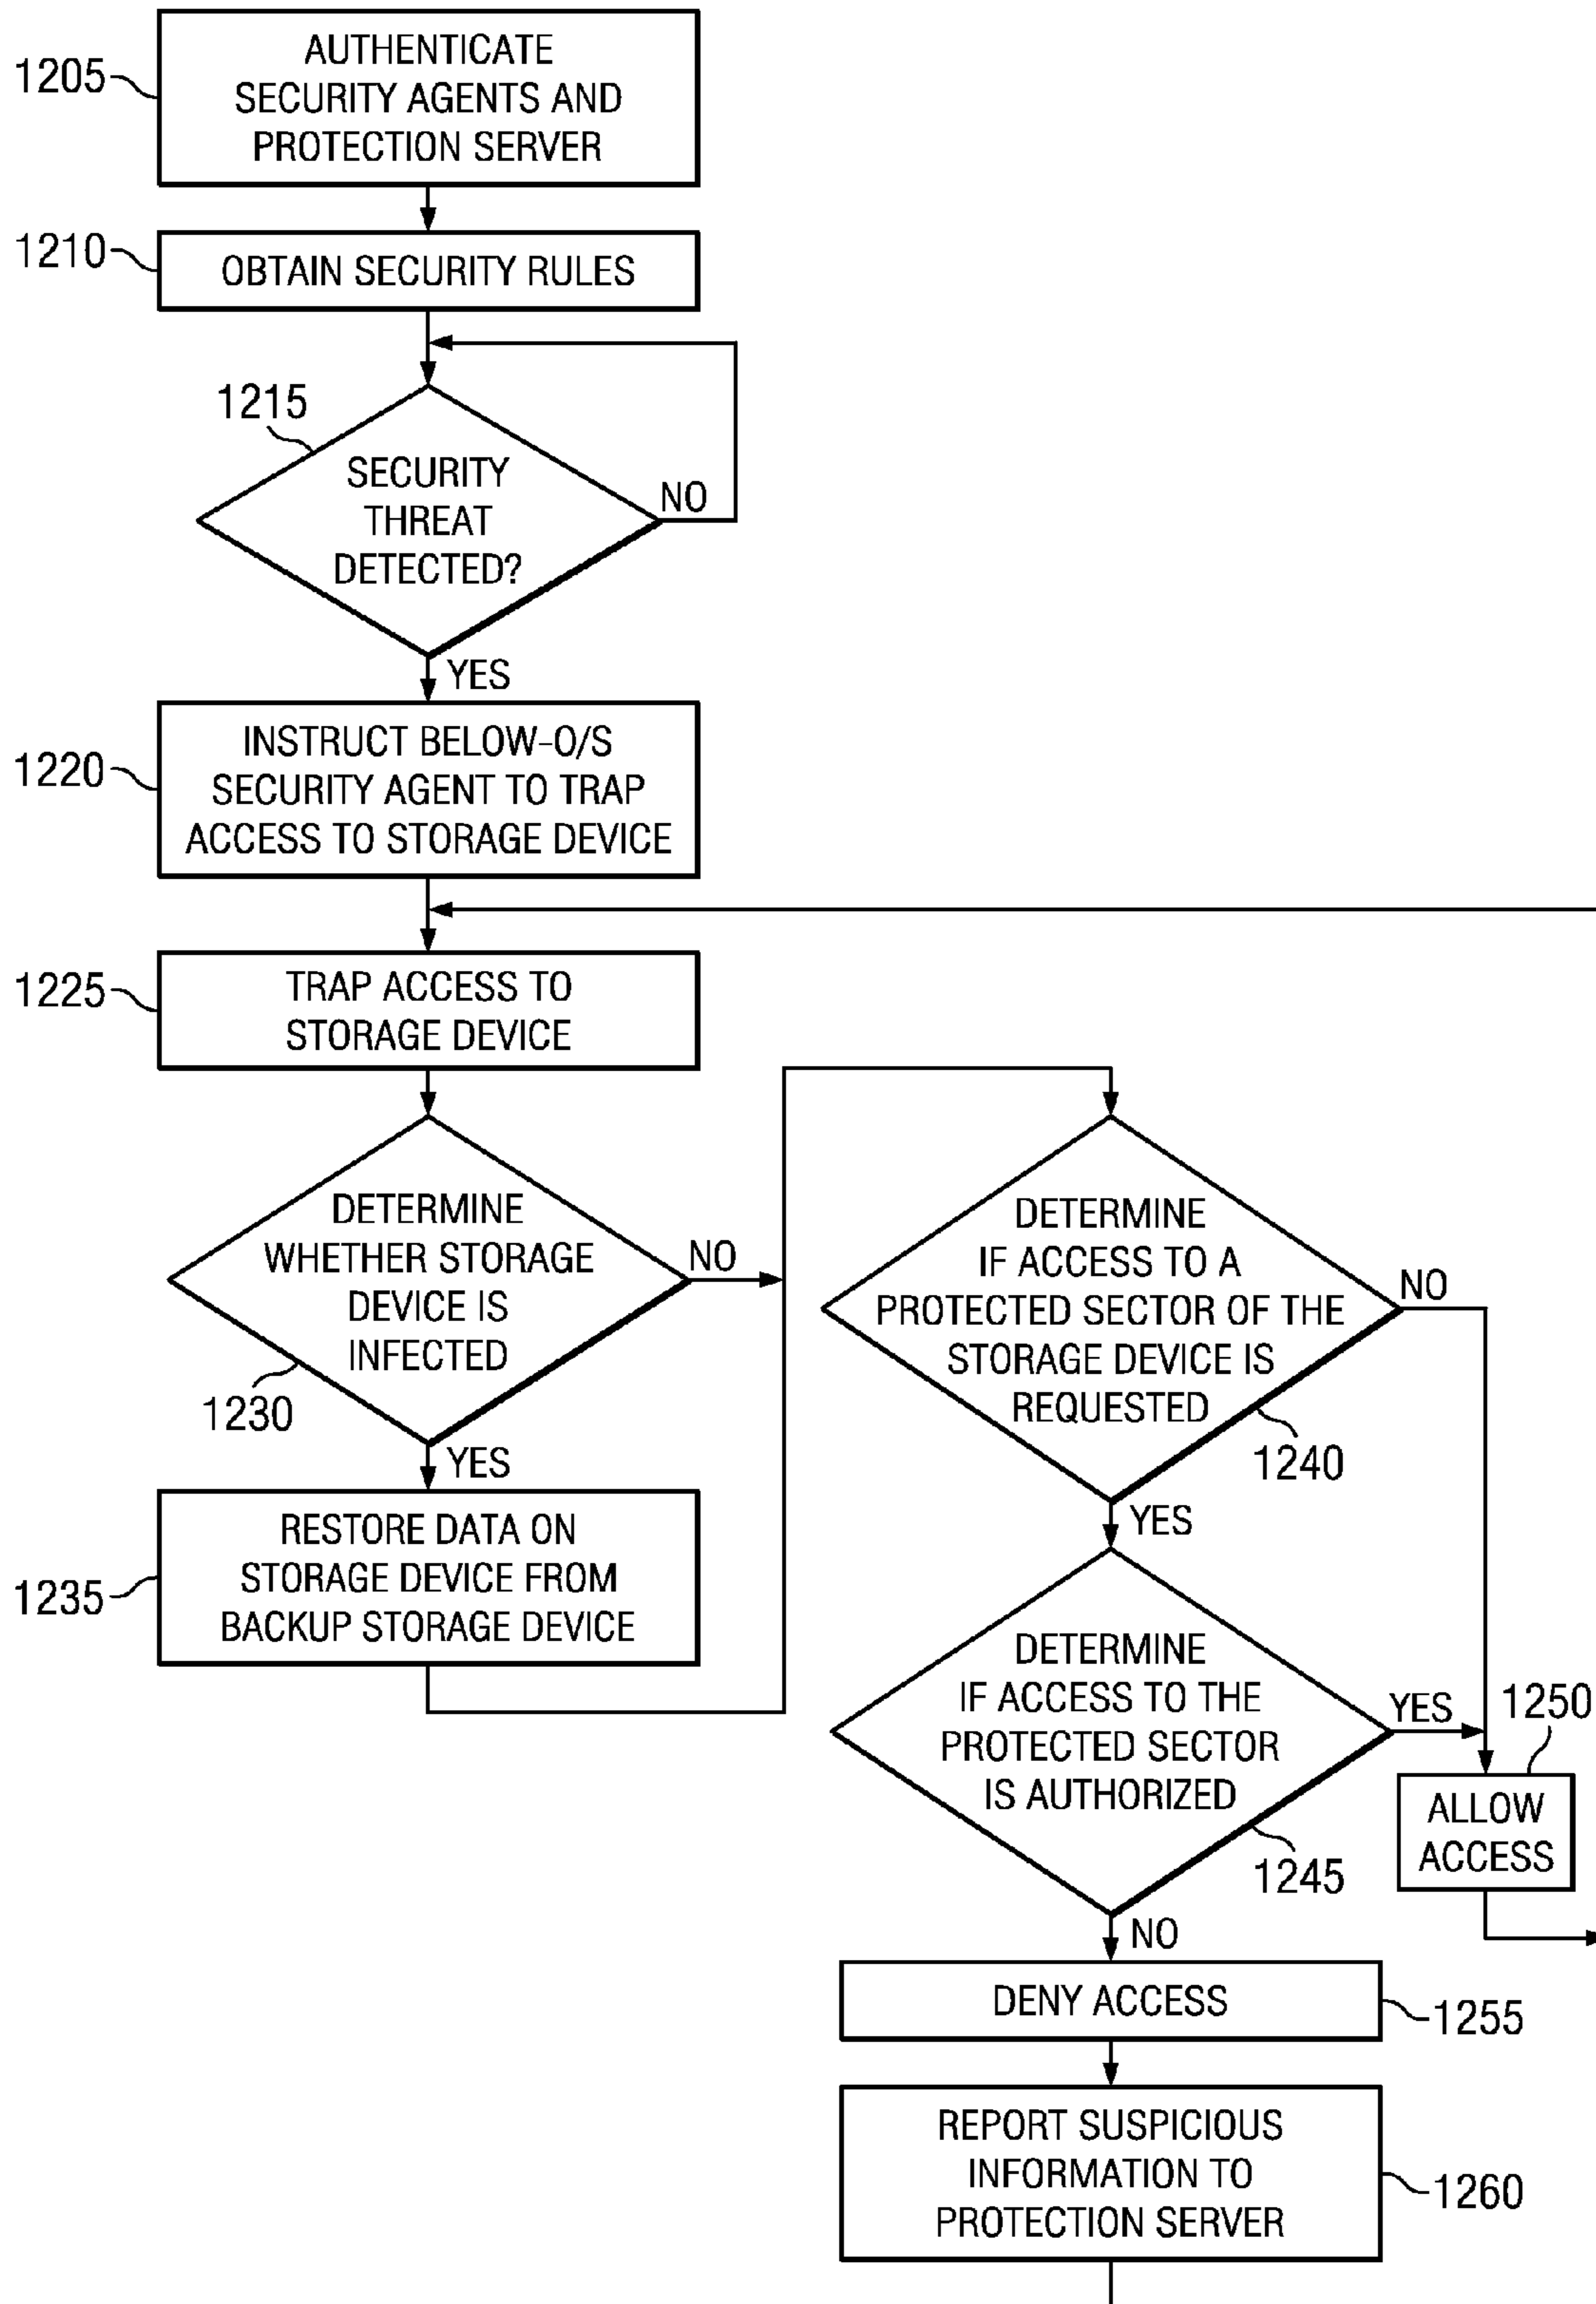 1205
AUTHENTICATE
SECURITY AGENTS AND
PROTECTION SERVER
1210
OBTAIN SECURITY RULES
1215
SECURITY
THREAT
DETECTED?
NO
YES
1220
INSTRUCT BELOW-O/S
SECURITY AGENT TO TRAP
ACCESS TO STORAGE DEVICE
1225
TRAP ACCESS TO
STORAGE DEVICE
DETERMINE
WHETHER STORAGE
DEVICE IS
INFECTED
NO
1230
YES
1235
RESTORE DATA ON
STORAGE DEVICE FROM
BACKUP STORAGE DEVICE
DETERMINE
IF ACCESS TO A
PROTECTED SECTOR OF THE
STORAGE DEVICE IS
REQUESTED
NO
1240
YES
DETERMINE
IF ACCESS TO THE
PROTECTED SECTOR
IS AUTHORIZED
YES
1245
1250
ALLOW
ACCESS
NO
DENY ACCESS
1255
REPORT SUSPICIOUS
INFORMATION TO
PROTECTION SERVER
1260